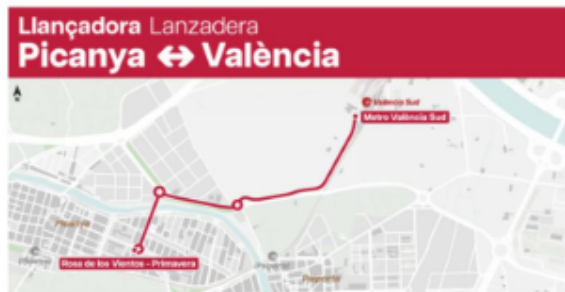 Llançadora Lanzadera
Picanya ↔ València
València Sud
Metro València Sud
Picanya
Rosa de los Vientos - Primavera
Paiporta